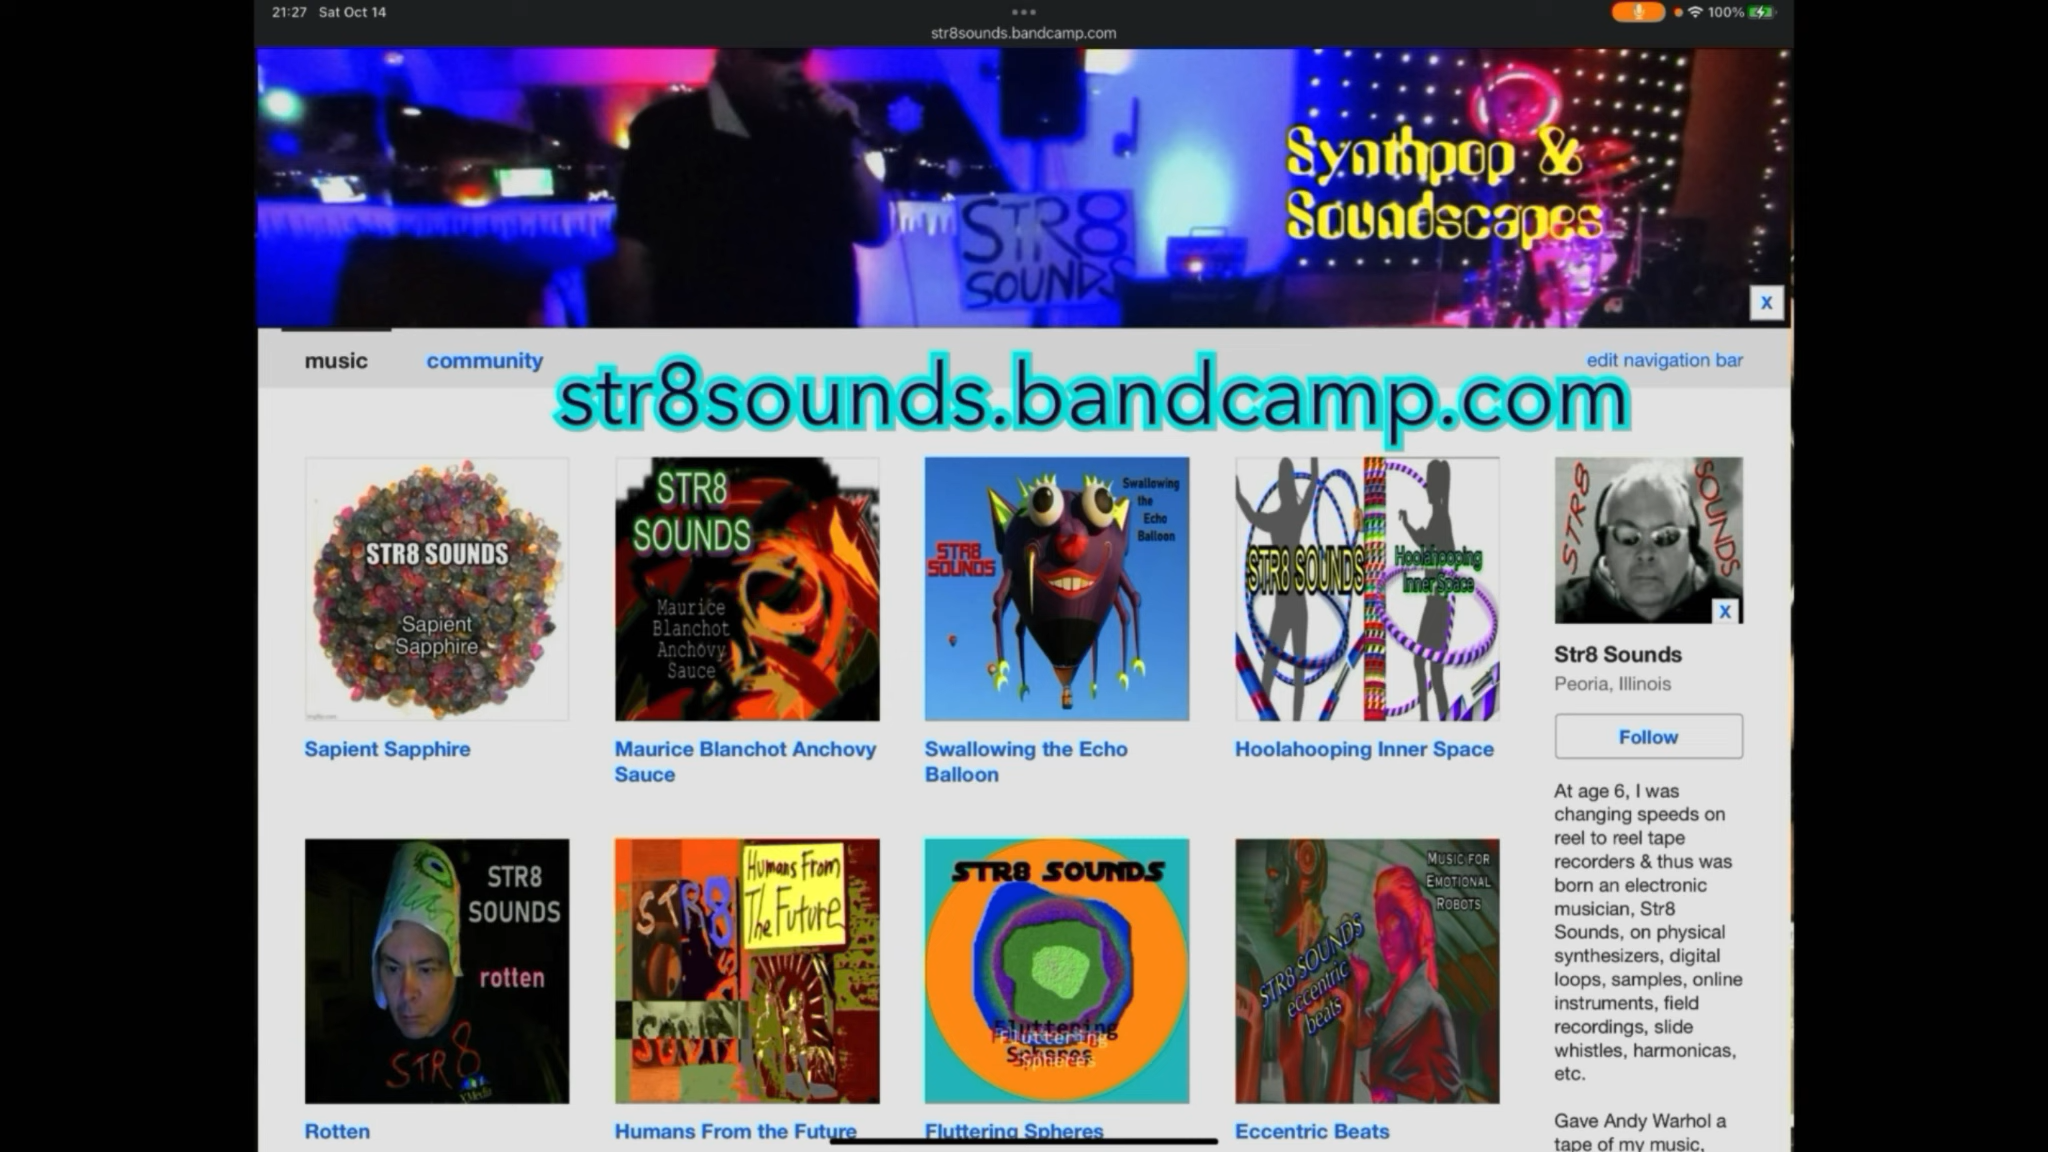 21:27 Sat Oct 14
100%
str8sounds.bandcamp.com
Synthpop &
Soundscapes
STR8
SOUNDS
X
music community edit navigation bar
str8sounds.bandcamp.com
STR8 SOUNDS
Sapient
Sapphire
STR8
SOUNDS
Maurice
Blanchot
Anchovy
Sauce
Swallowing
the
Echo
Balloon
STR8
SOUNDS
STR8 SOUNDS
Hoolahooping
InnerSpace
STR8 SOUNDS
X
Sapient Sapphire
Maurice Blanchot Anchovy
Sauce
Swallowing the Echo
Balloon
Hoolahooping Inner Space
Str8 Sounds
Peoria, Illinois
Follow
STR8
SOUNDS
rotten
STR8
STR8
Humans From
The Future
STR8 SOUNDS
Fluttering
Spheres
MUSIC FOR
EMOTIONAL
ROBOTS
STR8 SOUNDS
eccentric
beats
Rotten
Humans From the Future
Fluttering Spheres
Eccentric Beats
At age 6, I was
changing speeds on
reel to reel tape
recorders & thus was
born an electronic
musician, Str8
Sounds, on physical
synthesizers, digital
loops, samples, online
instruments, field
recordings, slide
whistles, harmonicas,
etc.
Gave Andy Warhol a
tape of my music,